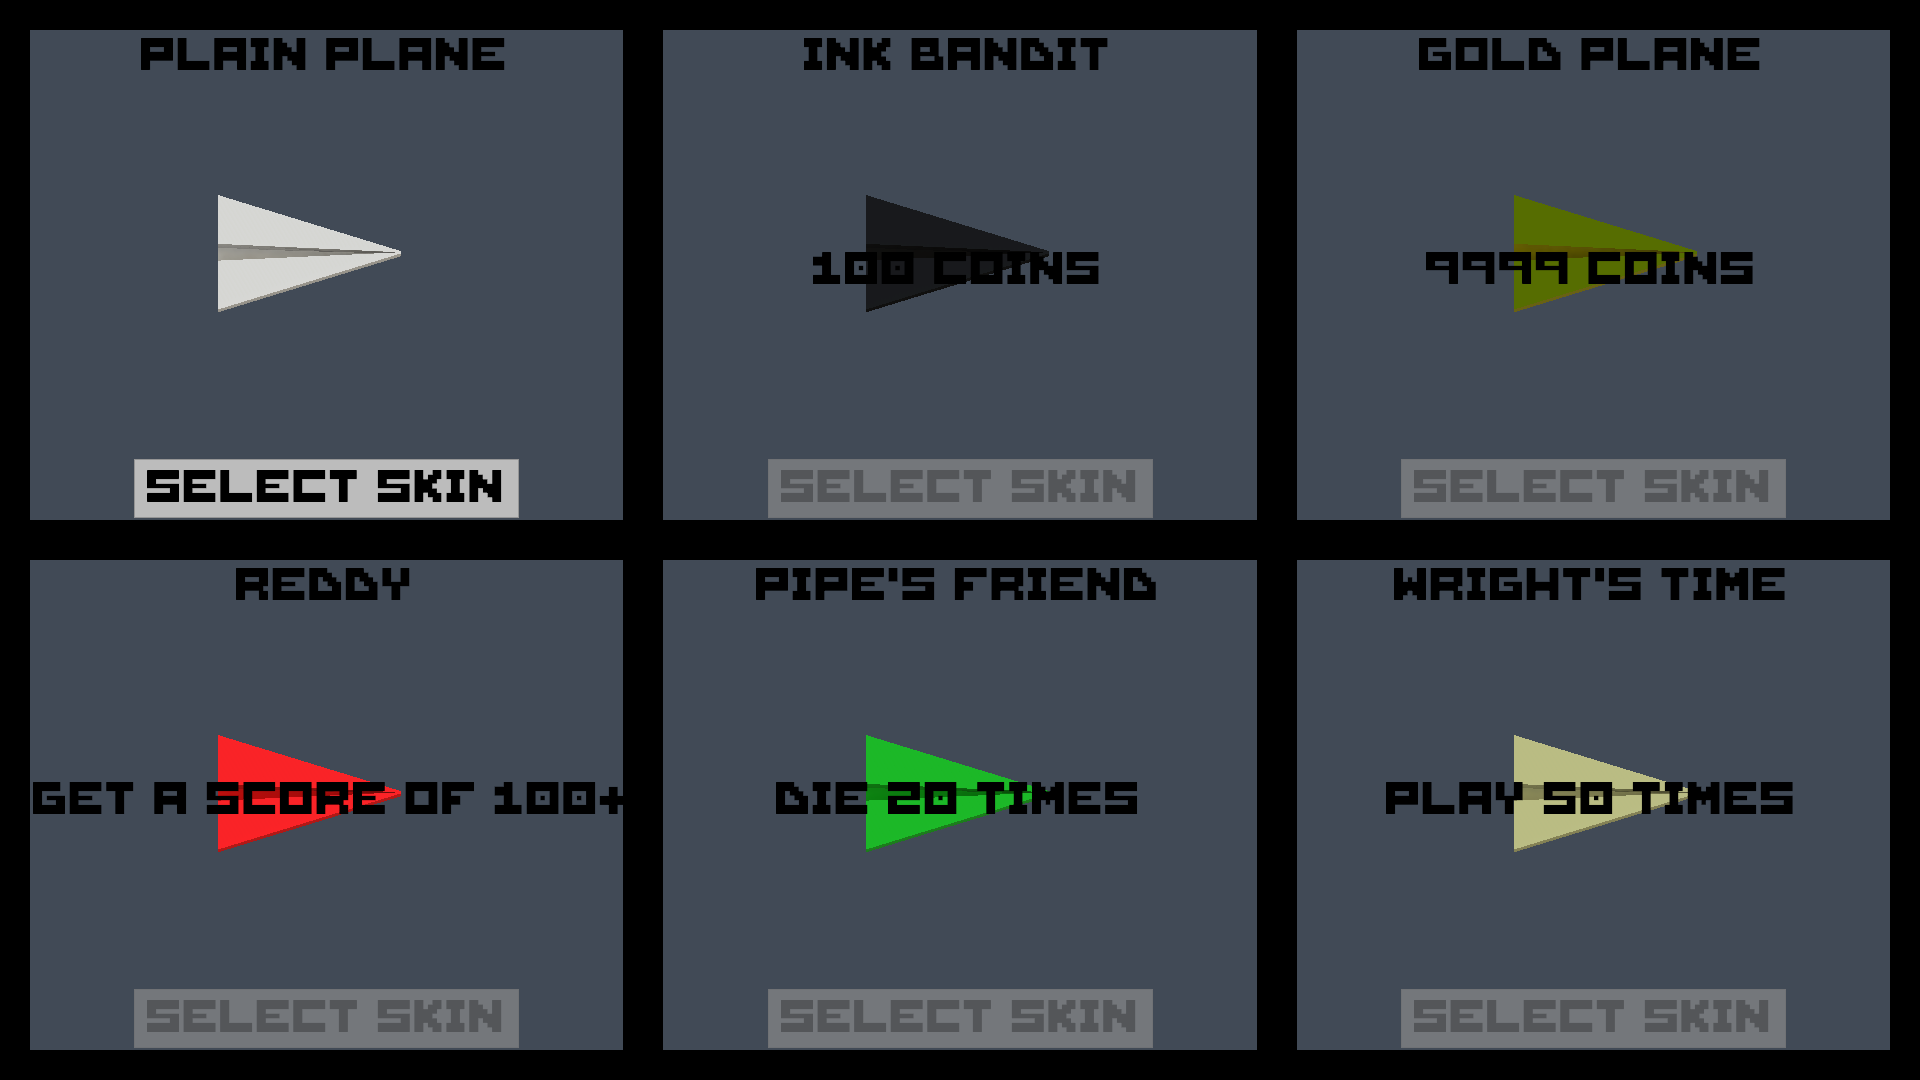 PLAIN PLANE
SELECT SKIN
INK BANDIT
100 COINS
SELECT SKIN
GOLD PLANE
9999 COINS
SELECT SKIN
REDDY
GET A SCORE OF 100+
SELECT SKIN
PIPE'S FRIEND
DIE 20 TIMES
SELECT SKIN
WRIGHT'S TIME
PLAY 50 TIMES
SELECT SKIN